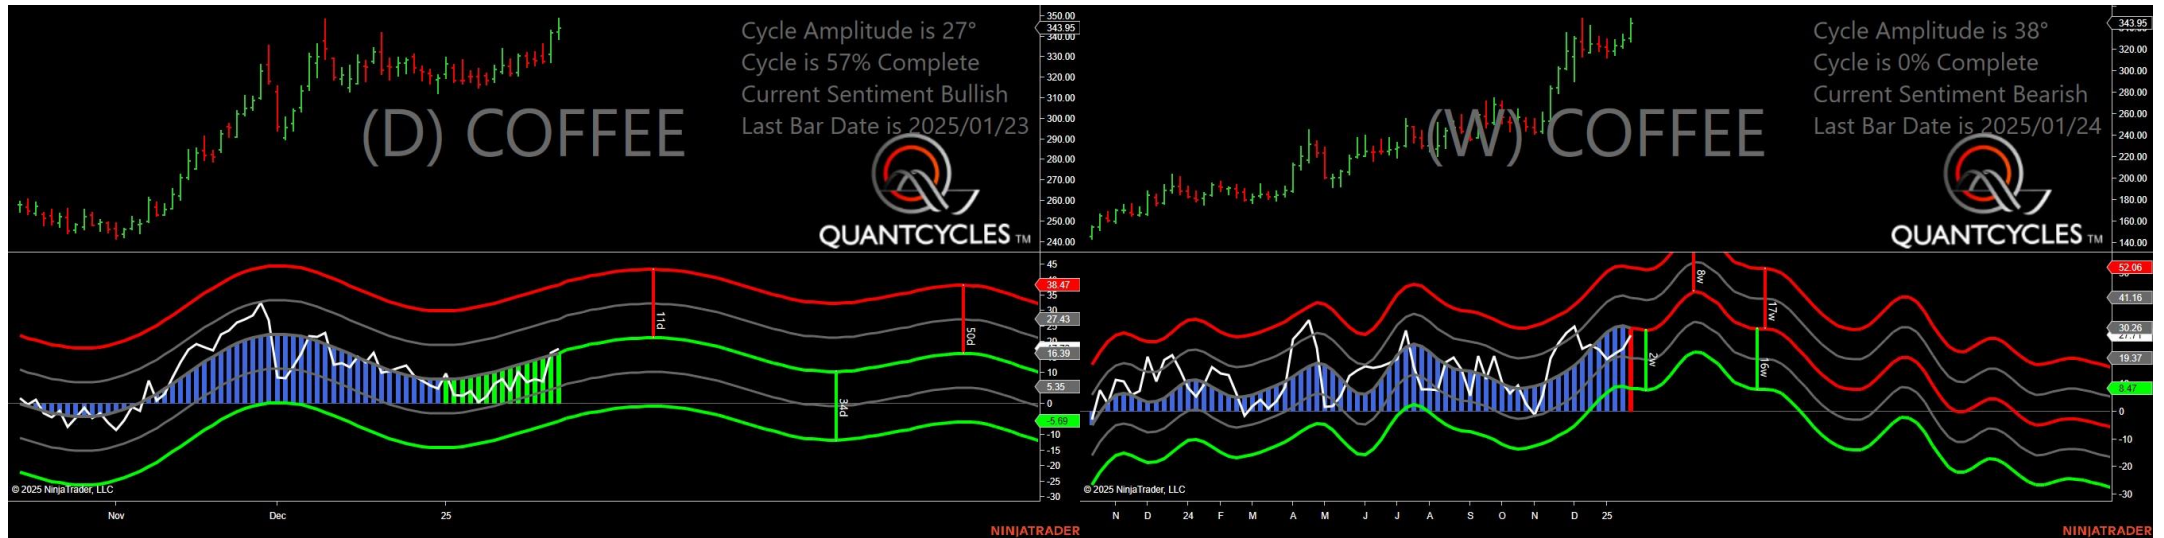 Cycle Amplitude is 27°
Cycle is 57% Complete
Current Sentiment Bullish
Last Bar Date is 2025/01/23
(D) COFFEE
QUANTCYCLES TM
350.00
343.95
340.00
330.00
320.00
310.00
300.00
290.00
280.00
270.00
260.00
250.00
240.00
45
38.47
35
30
27.43
25
16.39
10
5.35
0
-5.69
-10
-15
-20
-25
-30
11d
34d
50d
© 2025 NinjaTrader, LLC
Nov
Dec
25
NINJATRADER
Cycle Amplitude is 38°
Cycle is 0% Complete
Current Sentiment Bearish
Last Bar Date is 2025/01/24
(W) COFFEE
QUANTCYCLES TM
343.95
320.00
300.00
280.00
260.00
240.00
220.00
200.00
180.00
160.00
140.00
52.06
41.16
30.26
27.71
19.37
8.47
0
-10
-20
-30
2w
8w
16w
17w
© 2025 NinjaTrader, LLC
N D 24 F M A M J J A S O N D 25
NINJATRADER